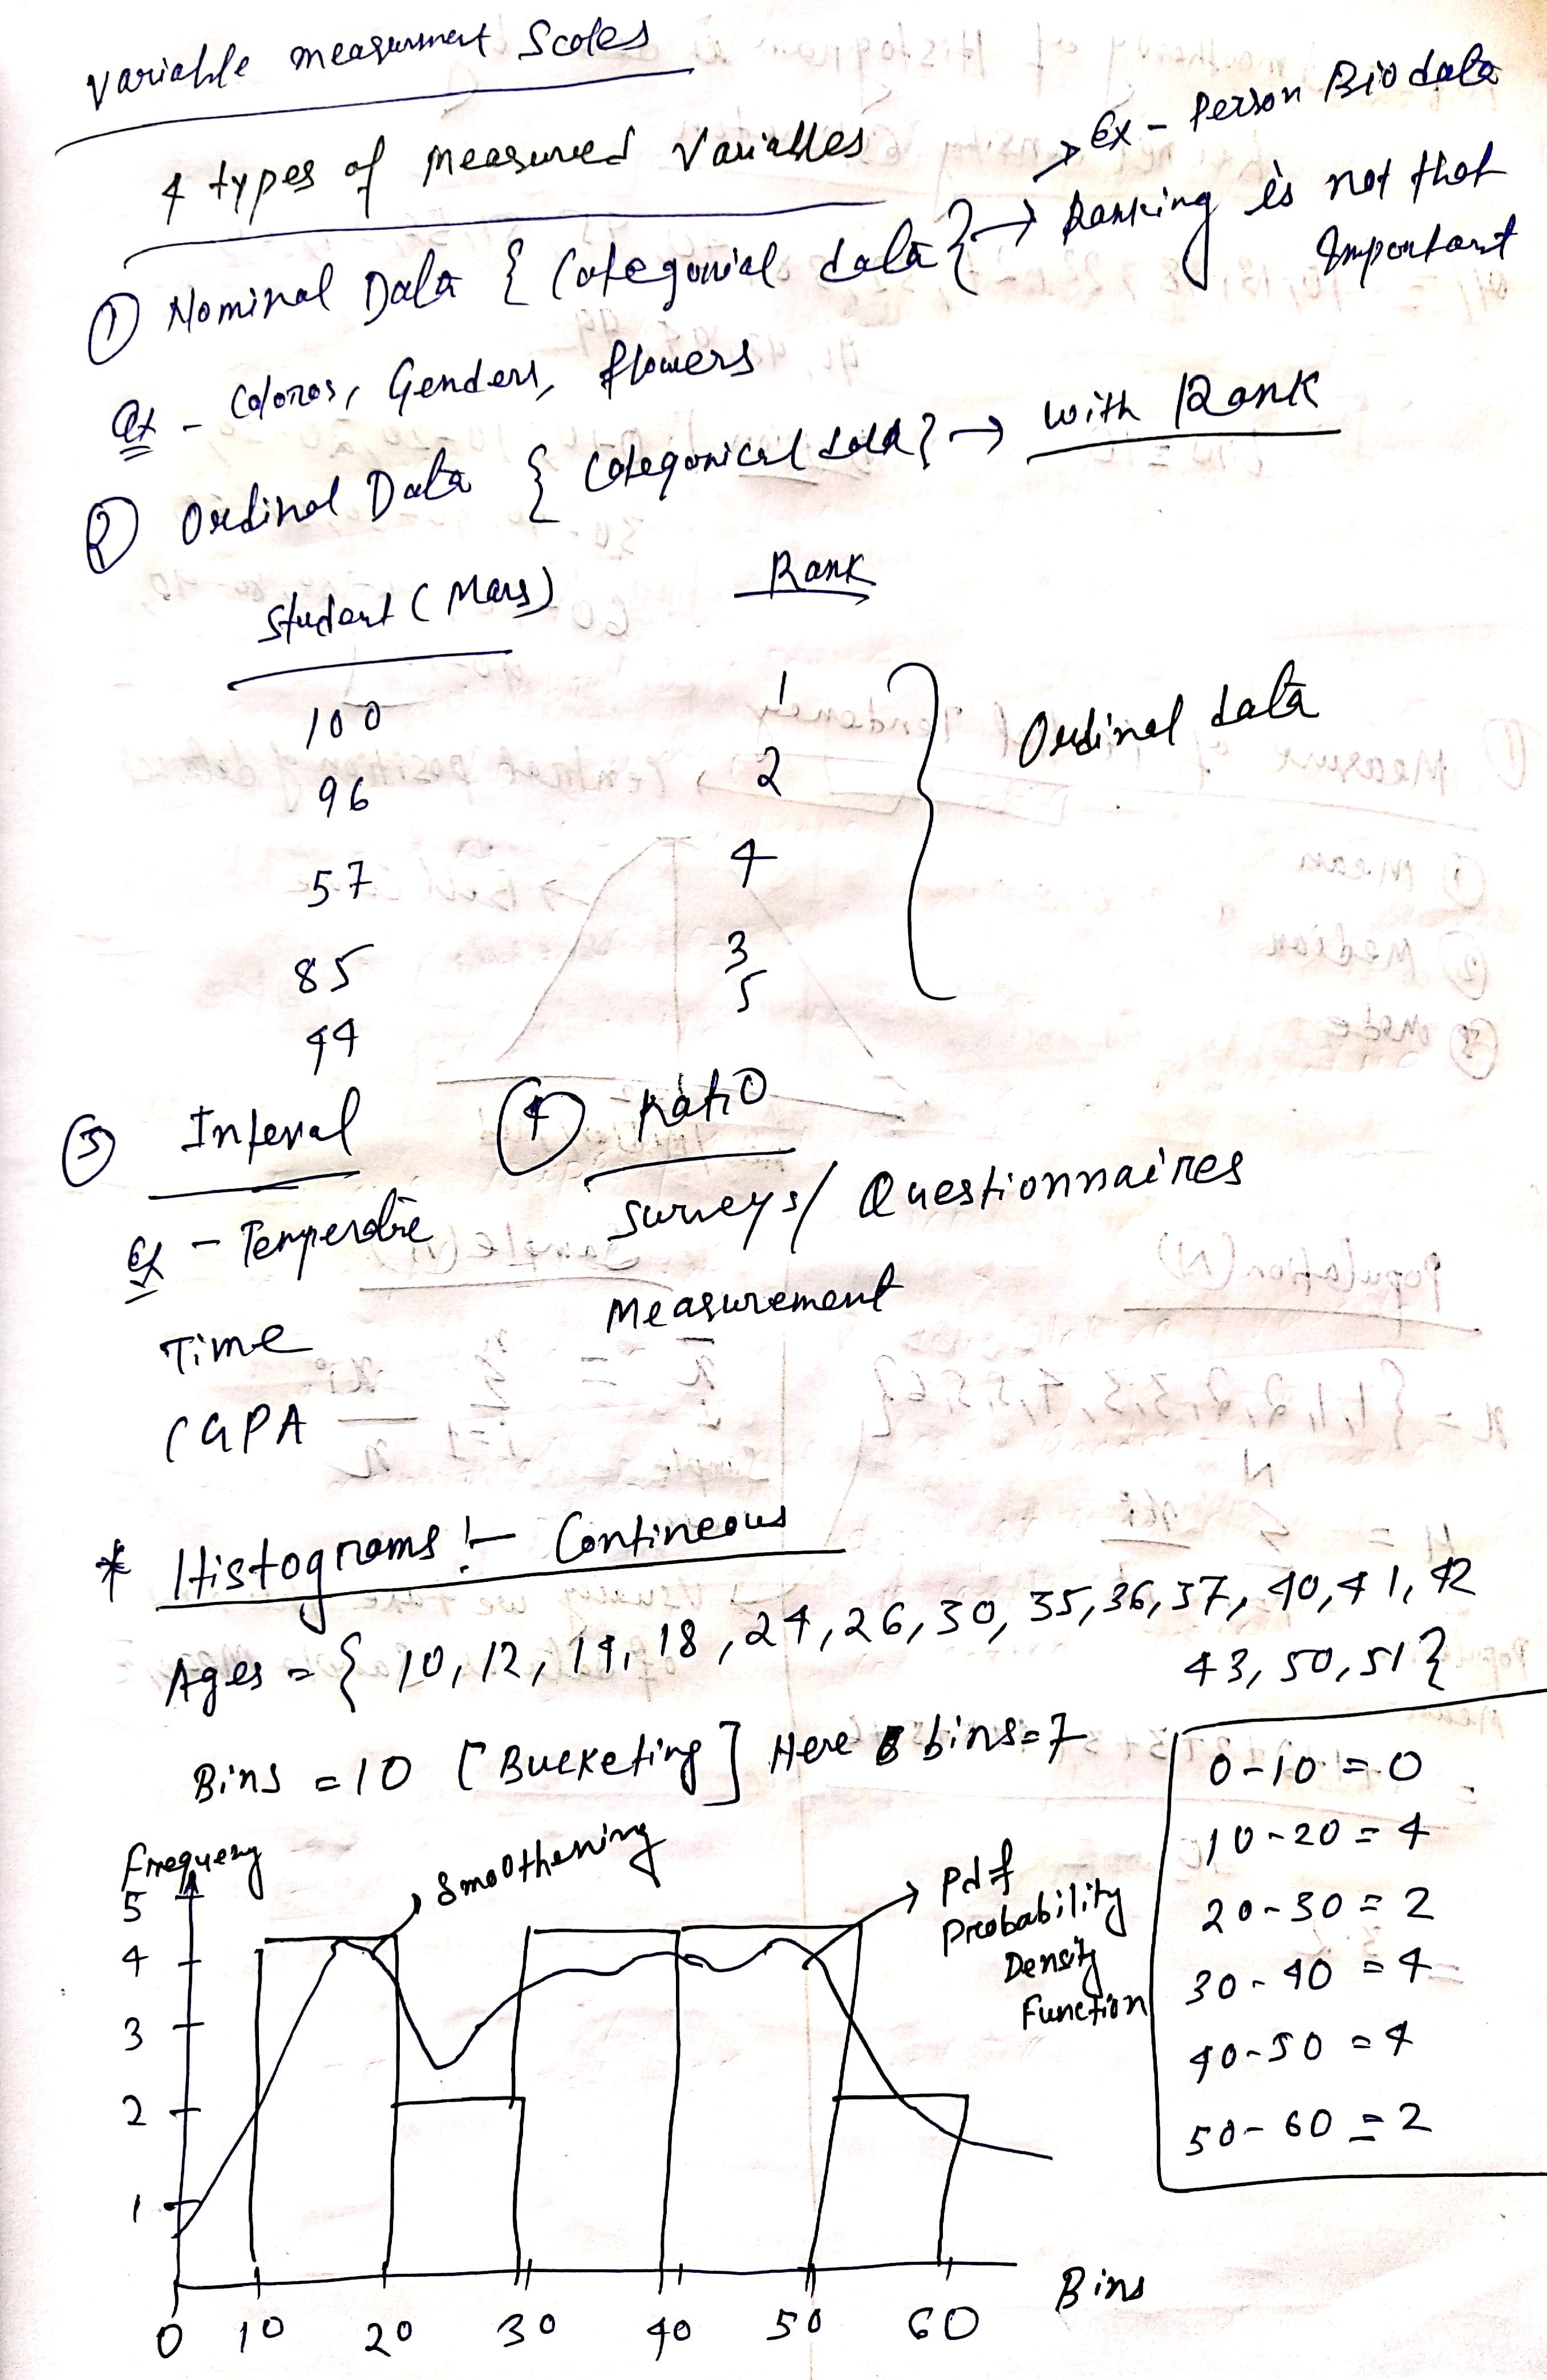 Variable measurment Scales
4 types of Measured Variables
→ Ex - Person Bio data
① Nominal Data { Categorial data } → Ranking is not that
Important
Ex - Colors, Genders, flowers
② Ordinal Data { Categorical data } → with Rank
Student (Mars) Rank
100 1
96 2
57 4
85 3
44 5
Ordinal data
③ Interval ④ Ratio
Ex - Temperatre Surveys / Questionnaires
Time Measurement
CGPA
* Histograms :- Contineous
Ages = { 10, 12, 14, 18, 24, 26, 30, 35, 36, 37, 40, 41, 42
43, 50, 51 }
Bins = 10 [ Bucketing ] Here bins = 7
0 - 10 = 0
10 - 20 = 4
20 - 30 = 2
30 - 40 = 4
40 - 50 = 4
50 - 60 = 2
Frequency
Smoothening
Pdf
Probability
Density
Function
5
4
3
2
1
0 10 20 30 40 50 60
Bins